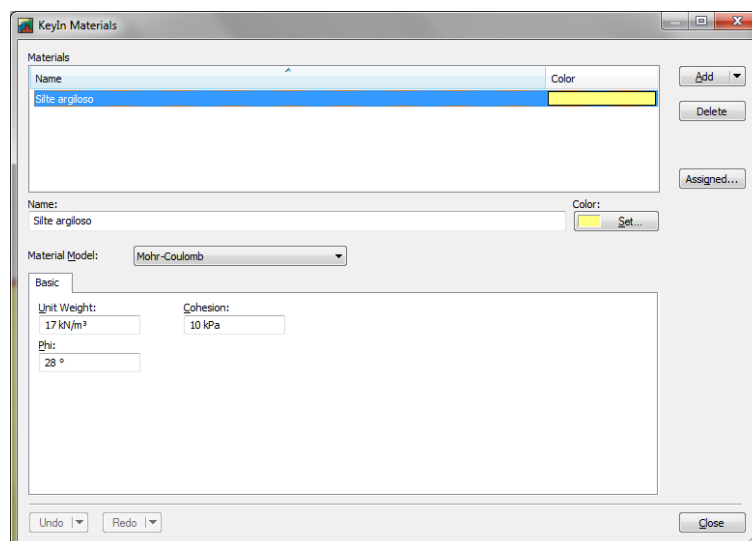 KeyIn Materials
Materials
Name Color
Silte argiloso
Add
Delete
Assigned...
Name: Color:
Silte argiloso Set...
Material Model: Mohr-Coulomb
Basic
Unit Weight: Cohesion:
17 kN/m³ 10 kPa
Phi:
28 °
Undo Redo Close